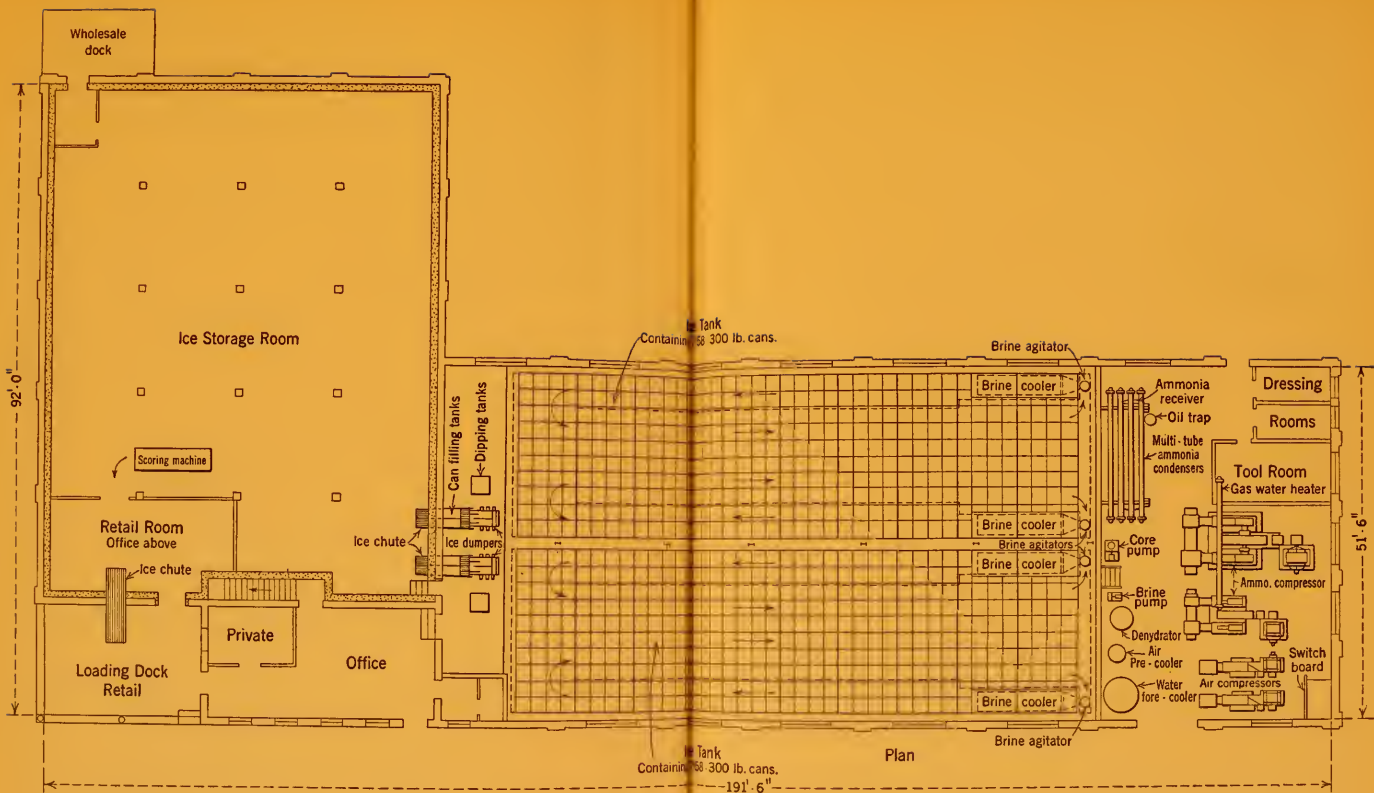 Wholesale
dock
92'-0"
Ice Storage Room
Scoring machine
Retail Room
Office above
Ice chute
Private
Office
Loading Dock
Retail
Ice chute
Can filling tanks
Dipping tanks
Ice dumpers
Tank
300 lb. cans.
Brine agitator
Brine cooler
Brine cooler
Brine agitators
Brine cooler
Brine cooler
Brine agitator
Tank
300 lb. cans.
Plan
Ammonia
receiver
Oil trap
Multi-tube
ammonia
condensers
Dressing
Rooms
Tool Room
Gas water heater
Core
pump
Ammo. compressor
Brine
pump
Denydrator
Air
Pre-cooler
Water
fore-cooler
Air compressors
Switch
board
51'-6"
191'-6"